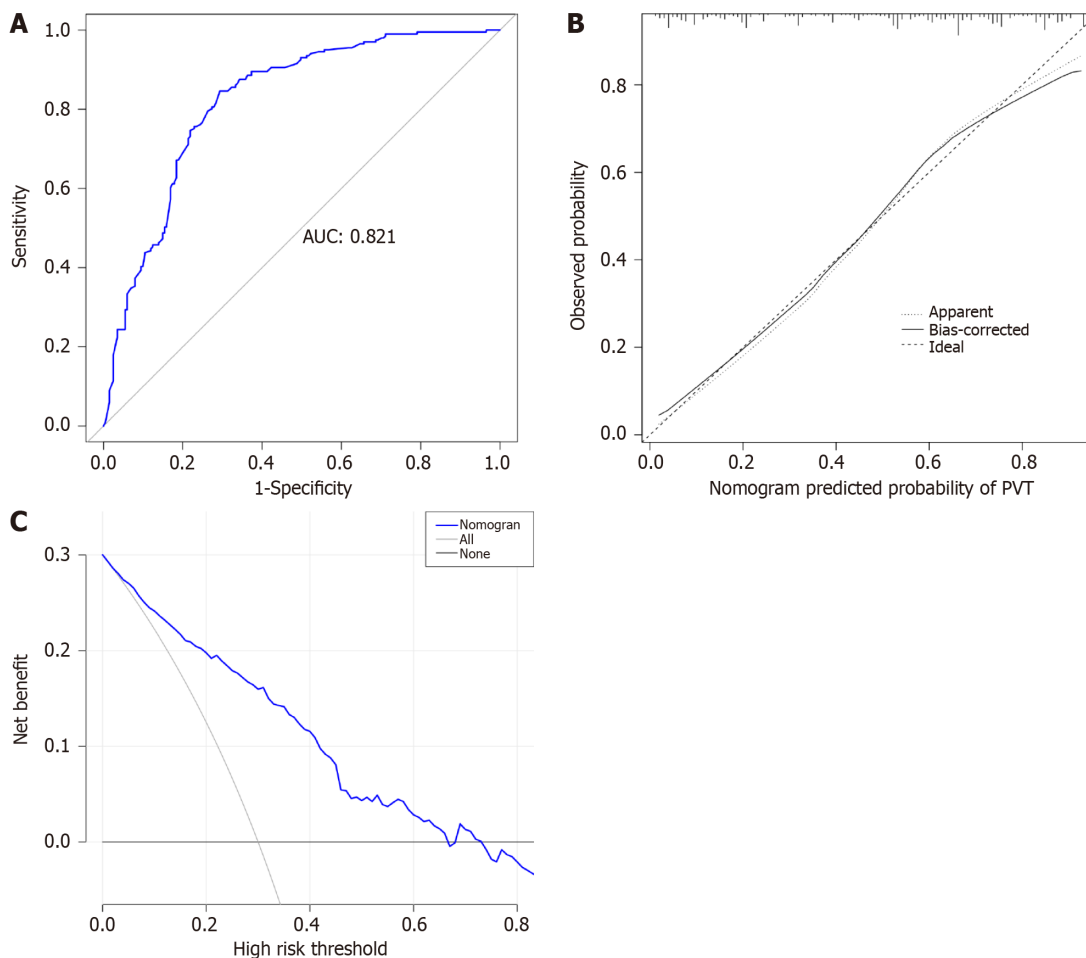 A
1.0
0.8
0.6
0.4
0.2
0.0
Sensitivity
AUC: 0.821
0.0 0.2 0.4 0.6 0.8 1.0
1-Specificity
B
0.8
0.6
0.4
0.2
0.0
Observed probability
Apparent
Bias-corrected
Ideal
0.0 0.2 0.4 0.6 0.8
Nomogram predicted probability of PVT
C
Nomogran
All
None
0.3
0.2
0.1
0.0
Net benefit
0.0 0.2 0.4 0.6 0.8
High risk threshold